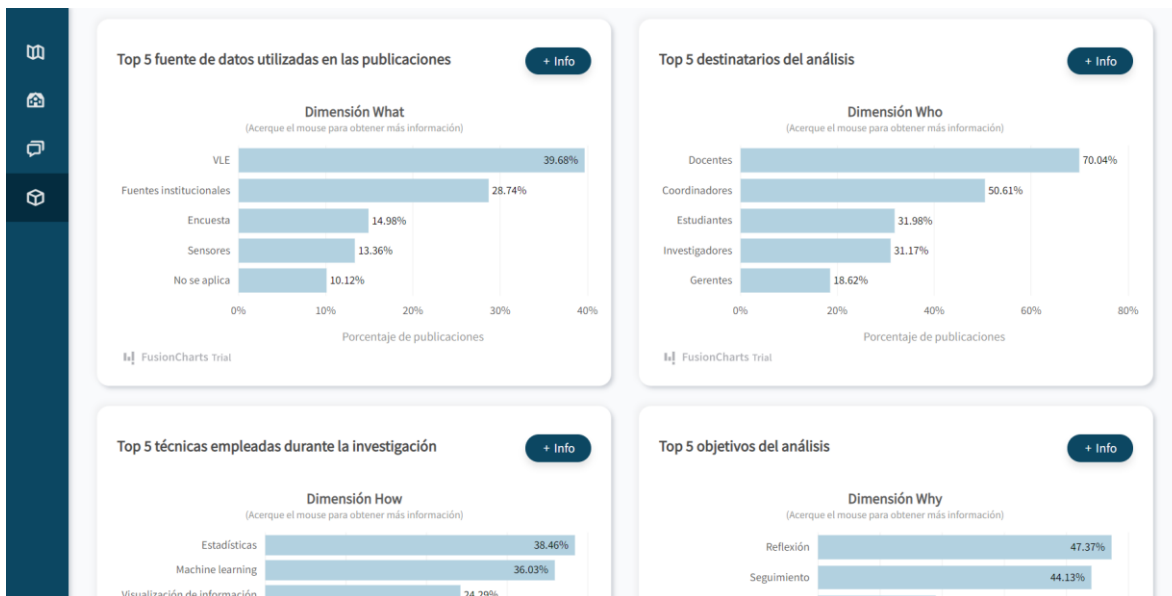 Top 5 fuente de datos utilizadas en las publicaciones
+ Info
Dimensión What
(Acerque el mouse para obtener más información)
VLE
39.68%
Fuentes institucionales
28.74%
Encuesta
14.98%
Sensores
13.36%
No se aplica
10.12%
0% 10% 20% 30% 40%
Porcentaje de publicaciones
FusionCharts Trial
Top 5 destinatarios del análisis
+ Info
Dimensión Who
(Acerque el mouse para obtener más información)
Docentes
70.04%
Coordinadores
50.61%
Estudiantes
31.98%
Investigadores
31.17%
Gerentes
18.62%
0% 20% 40% 60% 80%
Porcentaje de publicaciones
FusionCharts Trial
Top 5 técnicas empleadas durante la investigación
+ Info
Dimensión How
(Acerque el mouse para obtener más información)
Estadísticas
38.46%
Machine learning
36.03%
Visualización de información
24.29%
Top 5 objetivos del análisis
+ Info
Dimensión Why
(Acerque el mouse para obtener más información)
Reflexión
47.37%
Seguimiento
44.13%